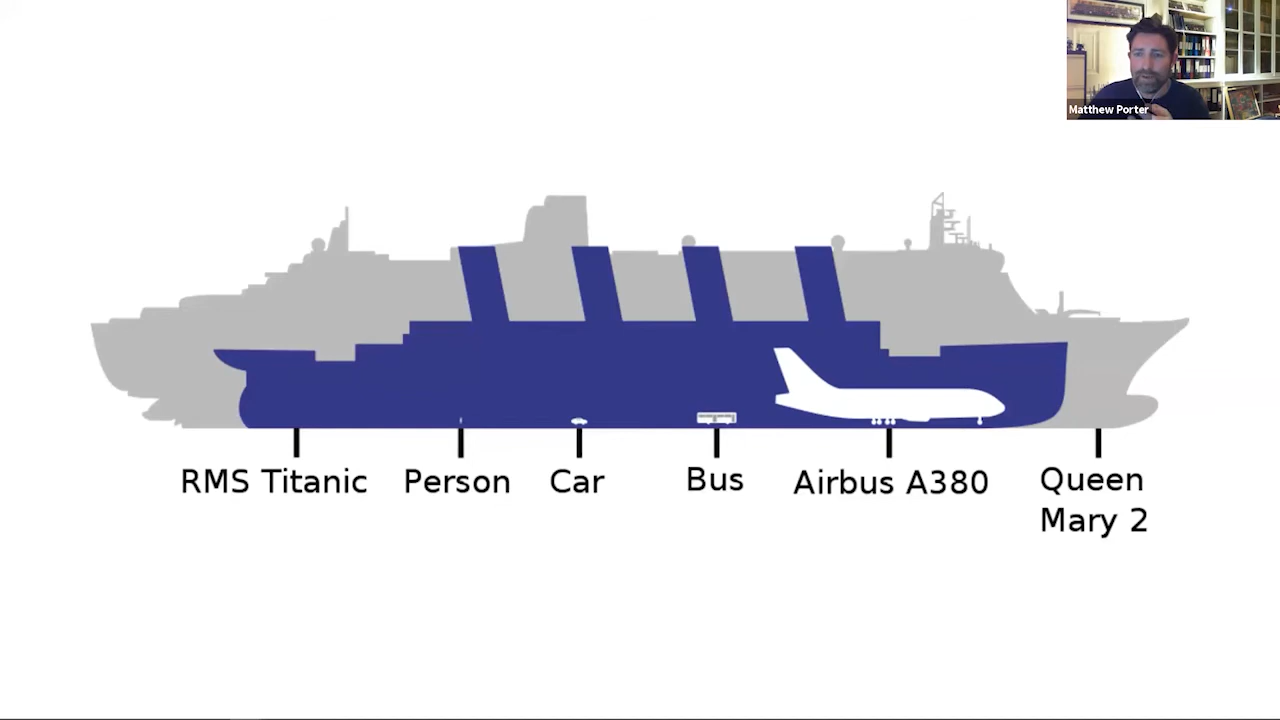 Matthew Porter
RMS Titanic
Person
Car
Bus
Airbus A380
Queen
Mary 2